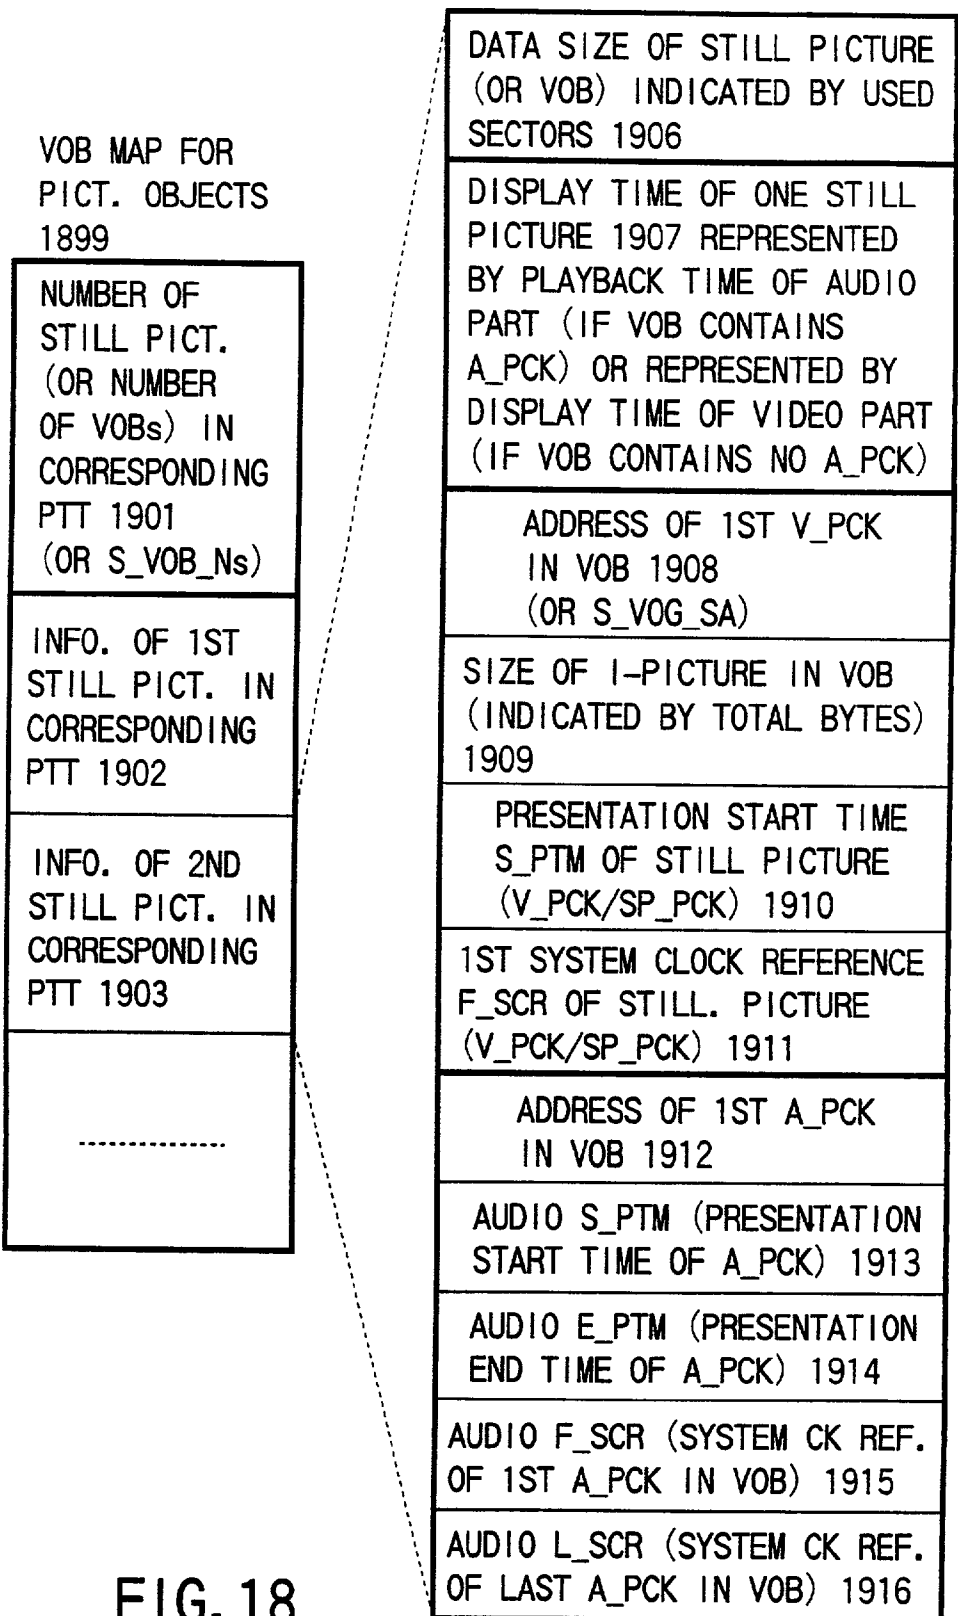 VOB MAP FOR
PICT. OBJECTS
1899
NUMBER OF
STILL PICT.
(OR NUMBER
OF VOBs) IN
CORRESPONDING
PTT 1901
(OR S_VOB_Ns)
INFO. OF 1ST
STILL PICT. IN
CORRESPONDING
PTT 1902
INFO. OF 2ND
STILL PICT. IN
CORRESPONDING
PTT 1903
DATA SIZE OF STILL PICTURE
(OR VOB) INDICATED BY USED
SECTORS 1906
DISPLAY TIME OF ONE STILL
PICTURE 1907 REPRESENTED
BY PLAYBACK TIME OF AUDIO
PART (IF VOB CONTAINS
A_PCK) OR REPRESENTED BY
DISPLAY TIME OF VIDEO PART
(IF VOB CONTAINS NO A_PCK)
ADDRESS OF 1ST V_PCK
IN VOB 1908
(OR S_VOG_SA)
SIZE OF I-PICTURE IN VOB
(INDICATED BY TOTAL BYTES)
1909
PRESENTATION START TIME
S_PTM OF STILL PICTURE
(V_PCK/SP_PCK) 1910
1ST SYSTEM CLOCK REFERENCE
F_SCR OF STILL. PICTURE
(V_PCK/SP_PCK) 1911
ADDRESS OF 1ST A_PCK
IN VOB 1912
AUDIO S_PTM (PRESENTATION
START TIME OF A_PCK) 1913
AUDIO E_PTM (PRESENTATION
END TIME OF A_PCK) 1914
AUDIO F_SCR (SYSTEM CK REF.
OF 1ST A_PCK IN VOB) 1915
AUDIO L_SCR (SYSTEM CK REF.
OF LAST A_PCK IN VOB) 1916
FIG. 18